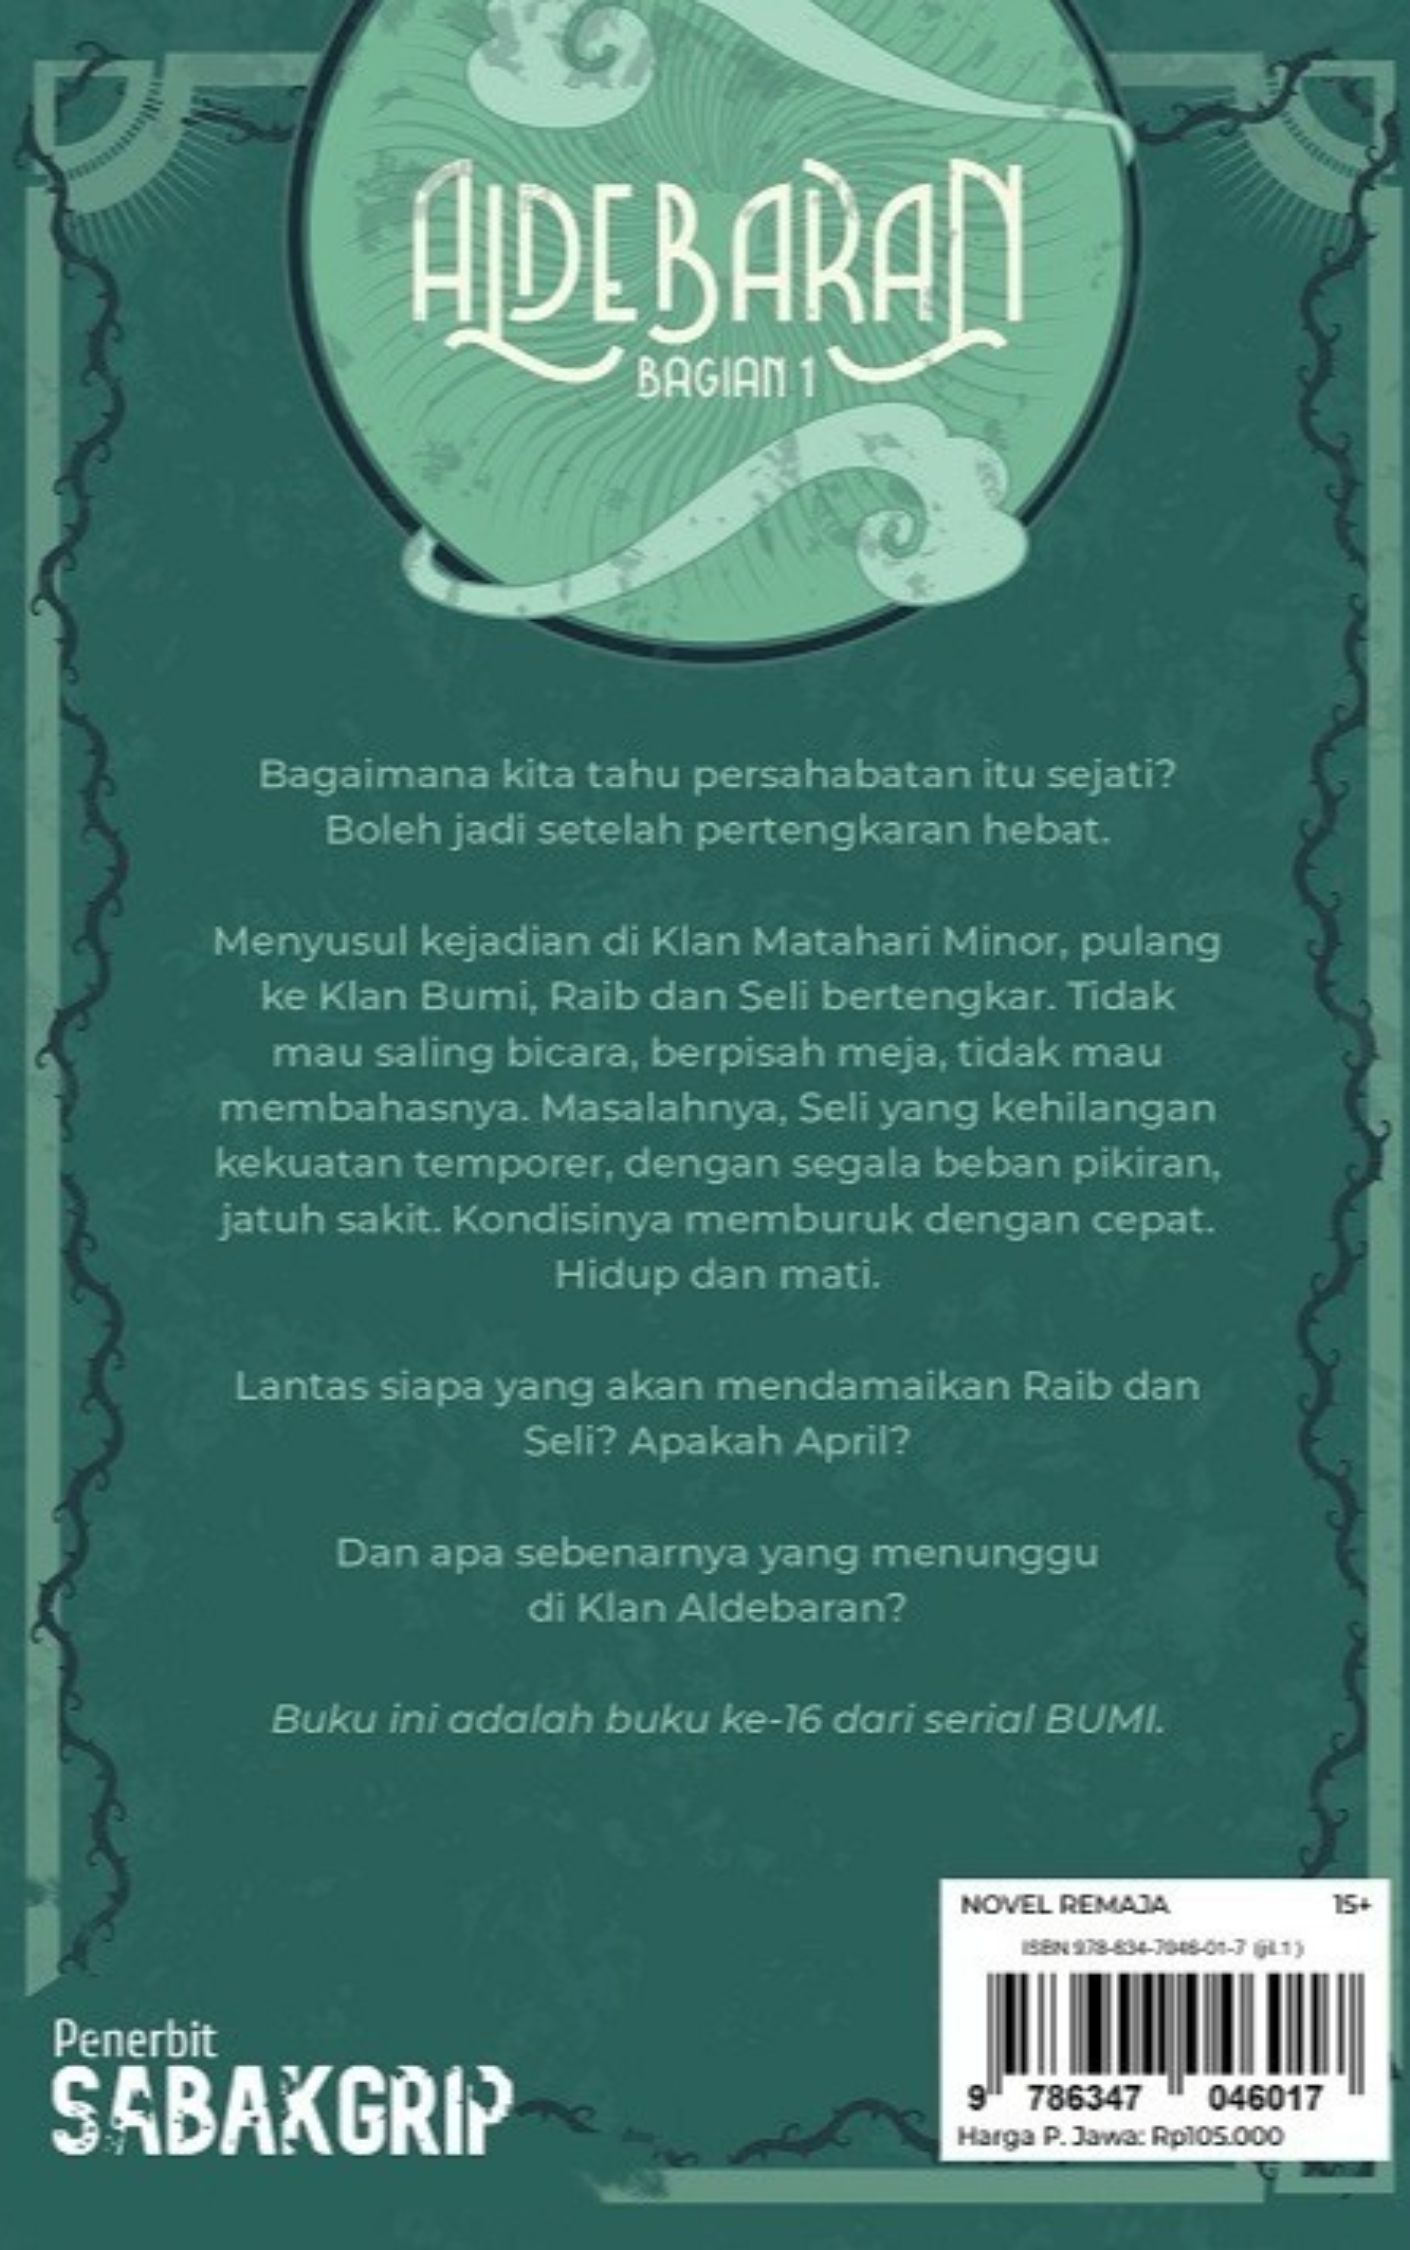 ALDEBARAN
BAGIAN 1
Bagaimana kita tahu persahabatan itu sejati?
Boleh jadi setelah pertengkaran hebat.
Menyusul kejadian di Klan Matahari Minor, pulang
ke Klan Bumi, Raib dan Seli bertengkar. Tidak
mau saling bicara, berpisah meja, tidak mau
membahasnya. Masalahnya, Seli yang kehilangan
kekuatan temporer, dengan segala beban pikiran,
jatuh sakit. Kondisinya memburuk dengan cepat.
Hidup dan mati.
Lantas siapa yang akan mendamaikan Raib dan
Seli? Apakah April?
Dan apa sebenarnya yang menunggu
di Klan Aldebaran?
Buku ini adalah buku ke-16 dari serial BUMI.
NOVEL REMAJA 15+
ISBN 978-634-7046-01-7 (jil.1)
9 786347 046017
Harga P. Jawa: Rp105.000
Penerbit
SABAKGRIP